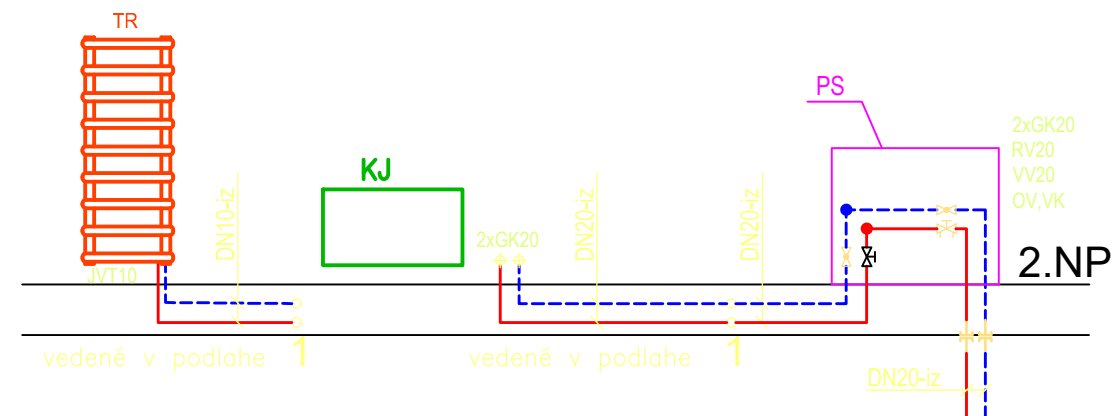 TR
JVT10
DN10-iz
KJ
2xGK20
DN20-iz
DN20-iz
PS
2xGK20
RV20
VV20
OV,VK
2.NP
vedené v podlahe
1
vedené v podlahe
1
DN20-iz